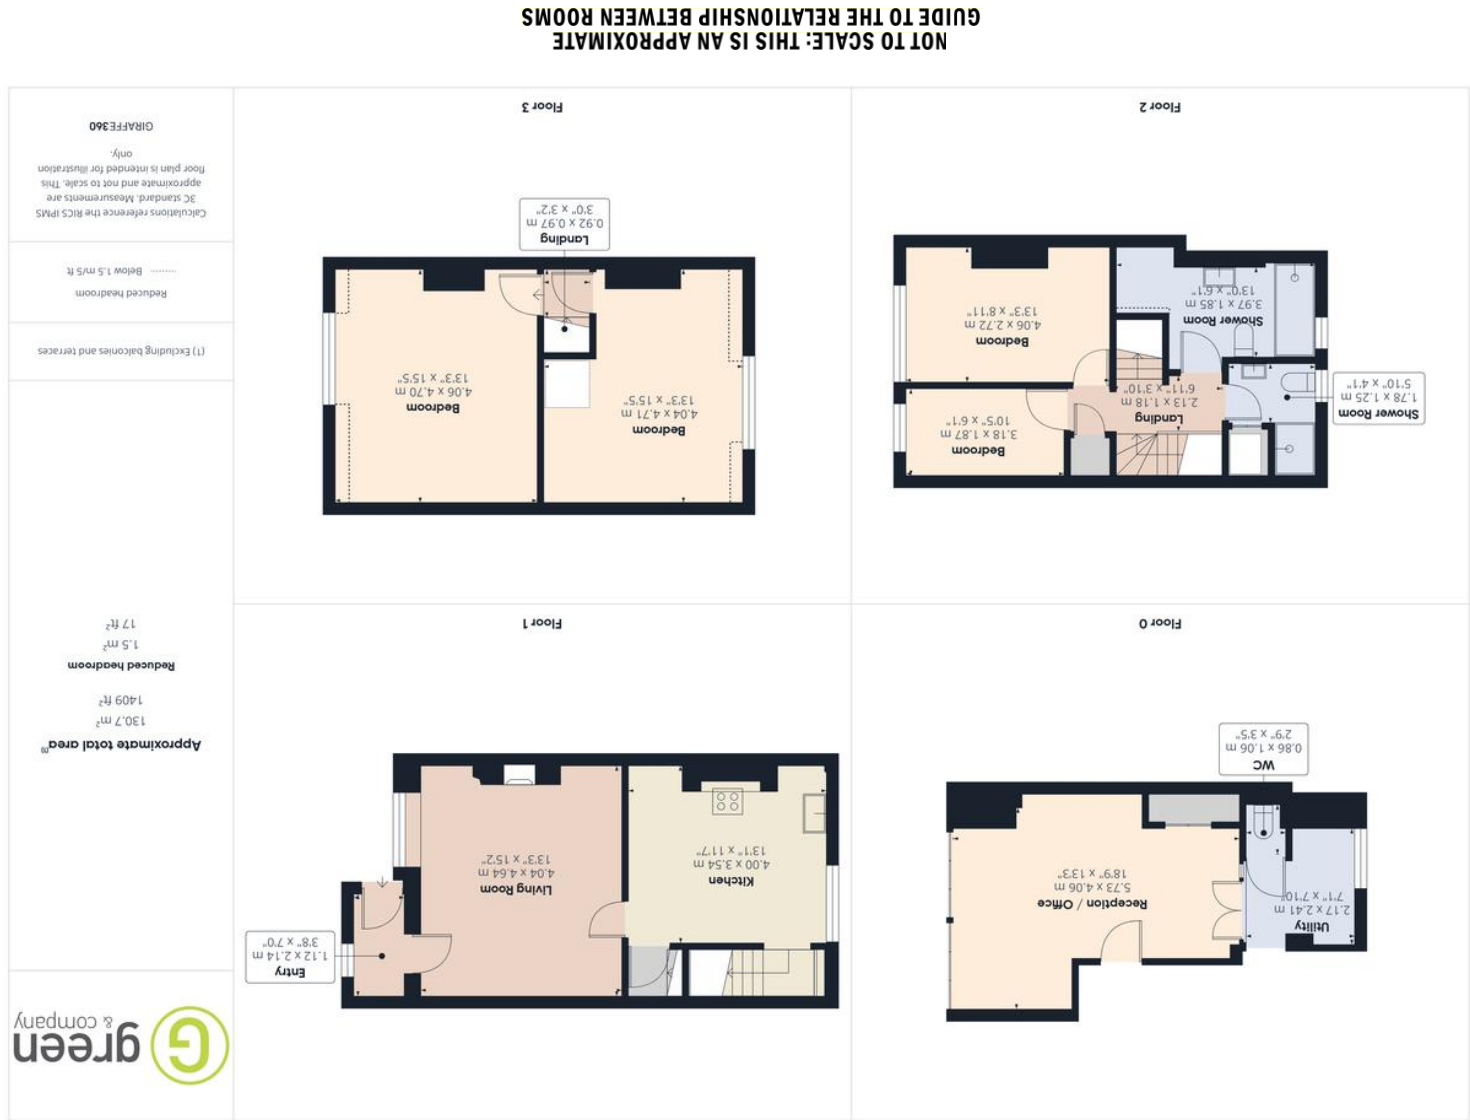 green
& company
Floor 0
Utility
2.17 x 2.41 m
7'1" x 7'10"
Reception / Office
5.73 x 4.06 m
18'9" x 13'3"
WC
0.86 x 1.06 m
2'9" x 3'5"
Floor 1
Kitchen
4.00 x 3.54 m
13'1" x 11'7"
Living Room
4.04 x 4.64 m
13'3" x 15'2"
Entry
1.12 x 2.14 m
3'8" x 7'0"
Approximate total area(1)
130.7 m²
1409 ft²
Reduced headroom
1.5 m²
17 ft²
Floor 2
Shower Room
1.78 x 1.25 m
5'10" x 4'1"
Landing
2.13 x 1.18 m
6'11" x 3'10"
Bedroom
3.18 x 1.87 m
10'5" x 6'1"
Shower Room
3.97 x 1.85 m
13'0" x 6'1"
Bedroom
4.06 x 2.72 m
13'3" x 8'11"
Floor 3
Bedroom
4.04 x 4.71 m
13'3" x 15'5"
Bedroom
4.06 x 4.70 m
13'3" x 15'5"
Landing
0.92 x 0.97 m
3'0" x 3'2"
(1) Excluding balconies and terraces
Reduced headroom
Below 1.5 m/5 ft
Calculations reference the RICS IPMS
3C standard. Measurements are
approximate and not to scale. This
floor plan is intended for illustration
only.
GIRAFFE360
NOT TO SCALE: THIS IS AN APPROXIMATE
GUIDE TO THE RELATIONSHIP BETWEEN ROOMS